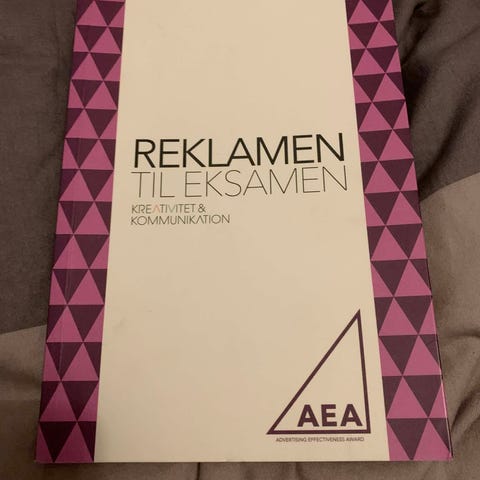 REKLAMEN
TIL EKSAMEN
KREATIVITET &
KOMMUNIKATION
AEA
ADVERTISING EFFECTIVENESS AWARD